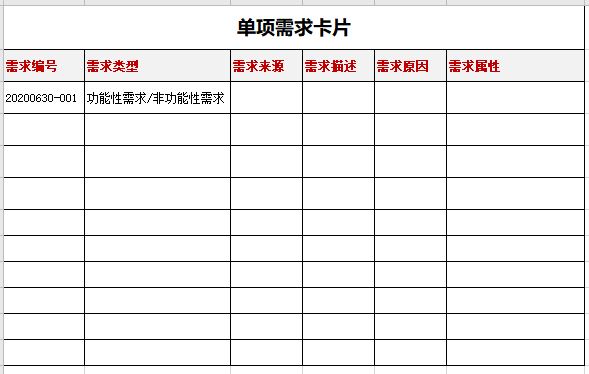 单项需求卡片
需求编号 需求类型 需求来源 需求描述 需求原因 需求属性
20200630-001 功能性需求/非功能性需求